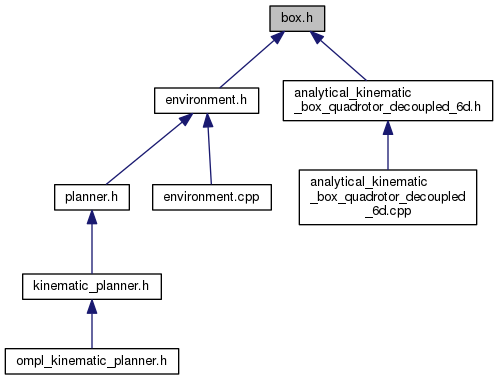 box.h
environment.h
analytical_kinematic
_box_quadrotor_decoupled_6d.h
planner.h
environment.cpp
analytical_kinematic
_box_quadrotor_decoupled
_6d.cpp
kinematic_planner.h
ompl_kinematic_planner.h